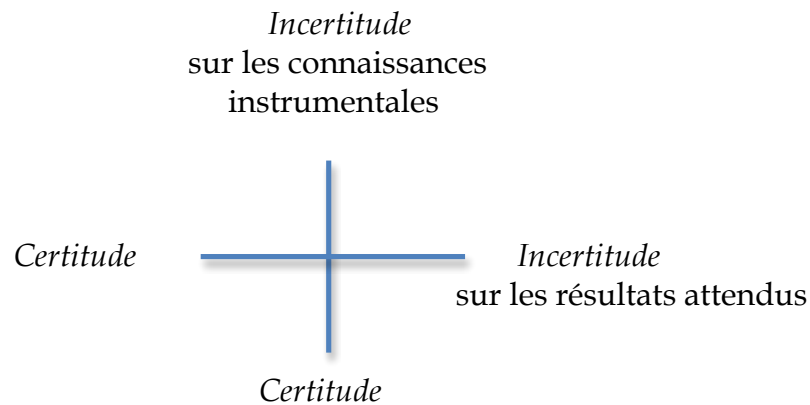 Incertitude
sur les connaissances
instrumentales
Certitude
Incertitude
sur les résultats attendus
Certitude